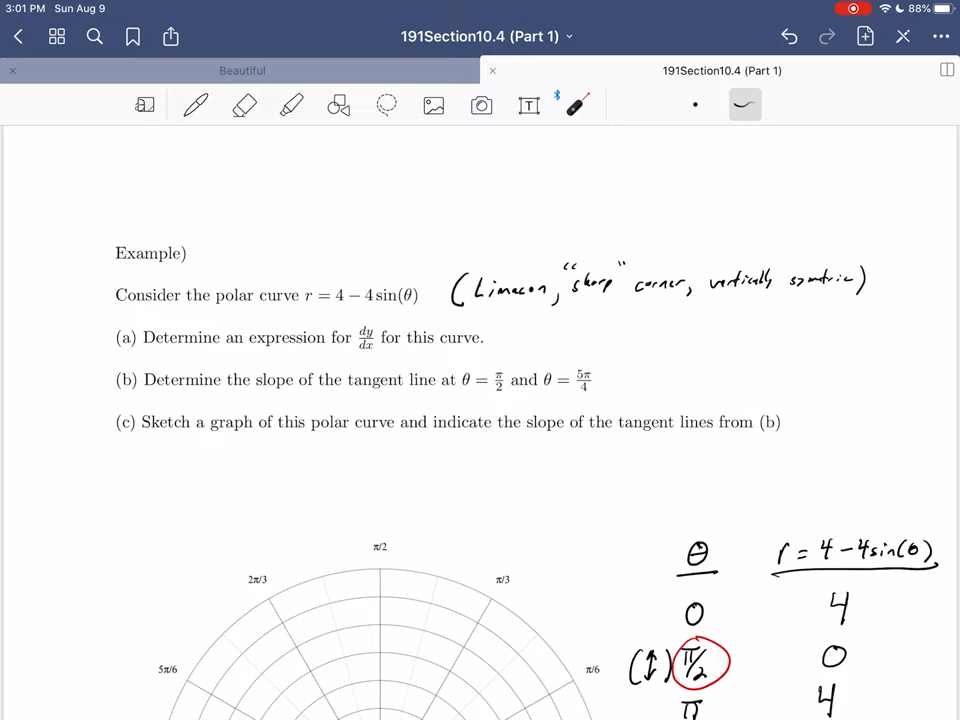 3:01 PM Sun Aug 9
88%
191Section10.4 (Part 1)
Beautiful
191Section10.4 (Part 1)
T
Example)
Consider the polar curve r = 4 − 4 sin(θ) (Limacon, "sharp" corner, vertically symetric)
(a) Determine an expression for dy/dx for this curve.
(b) Determine the slope of the tangent line at θ = π/2 and θ = 5π/4
(c) Sketch a graph of this polar curve and indicate the slope of the tangent lines from (b)
π/2
2π/3
π/3
5π/6
π/6
θ r = 4 − 4sin(θ)
0 4
(↕) π/2 0
π 4